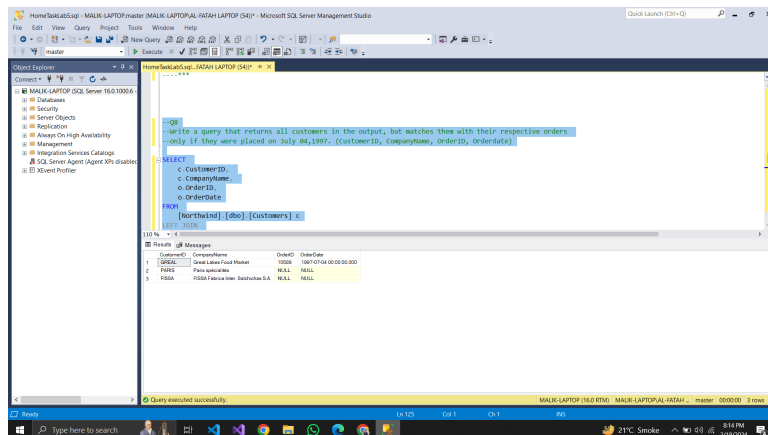 HomeTaskLab5.sql - MALIK-LAPTOP.master (MALIK-LAPTOP\AL-FATAH LAPTOP (54))* - Microsoft SQL Server Management Studio
Quick Launch (Ctrl+Q)
File Edit View Query Project Tools Window Help
New Query
master
Execute
Object Explorer
HomeTaskLab5.sql...FATAH LAPTOP (54))*
Connect
MALIK-LAPTOP (SQL Server 16.0.1000.6 -
Databases
Security
Server Objects
Replication
Always On High Availability
Management
Integration Services Catalogs
SQL Server Agent (Agent XPs disabled
XEvent Profiler
----***
--Q8
--Write a query that returns all customers in the output, but matches them with their respective orders
--only if they were placed on July 04,1997. (CustomerID, CompanyName, OrderID, Orderdate)
SELECT
c.CustomerID,
c.CompanyName,
o.OrderID,
o.OrderDate
FROM
[Northwind].[dbo].[Customers] c
LEFT JOIN
110 %
Results Messages
CustomerID CompanyName OrderID OrderDate
1 GREAL Great Lakes Food Market 10589 1997-07-04 00:00:00.000
2 PARIS Paris spécialités NULL NULL
3 FISSA FISSA Fabrica Inter. Salchichas S.A. NULL NULL
Query executed successfully.
MALIK-LAPTOP (16.0 RTM) MALIK-LAPTOP\AL-FATAH ... master 00:00:00 3 rows
Ready
Ln 125 Col 1 Ch 1 INS
Type here to search
21°C Smoke
8:14 PM
2/18/2024